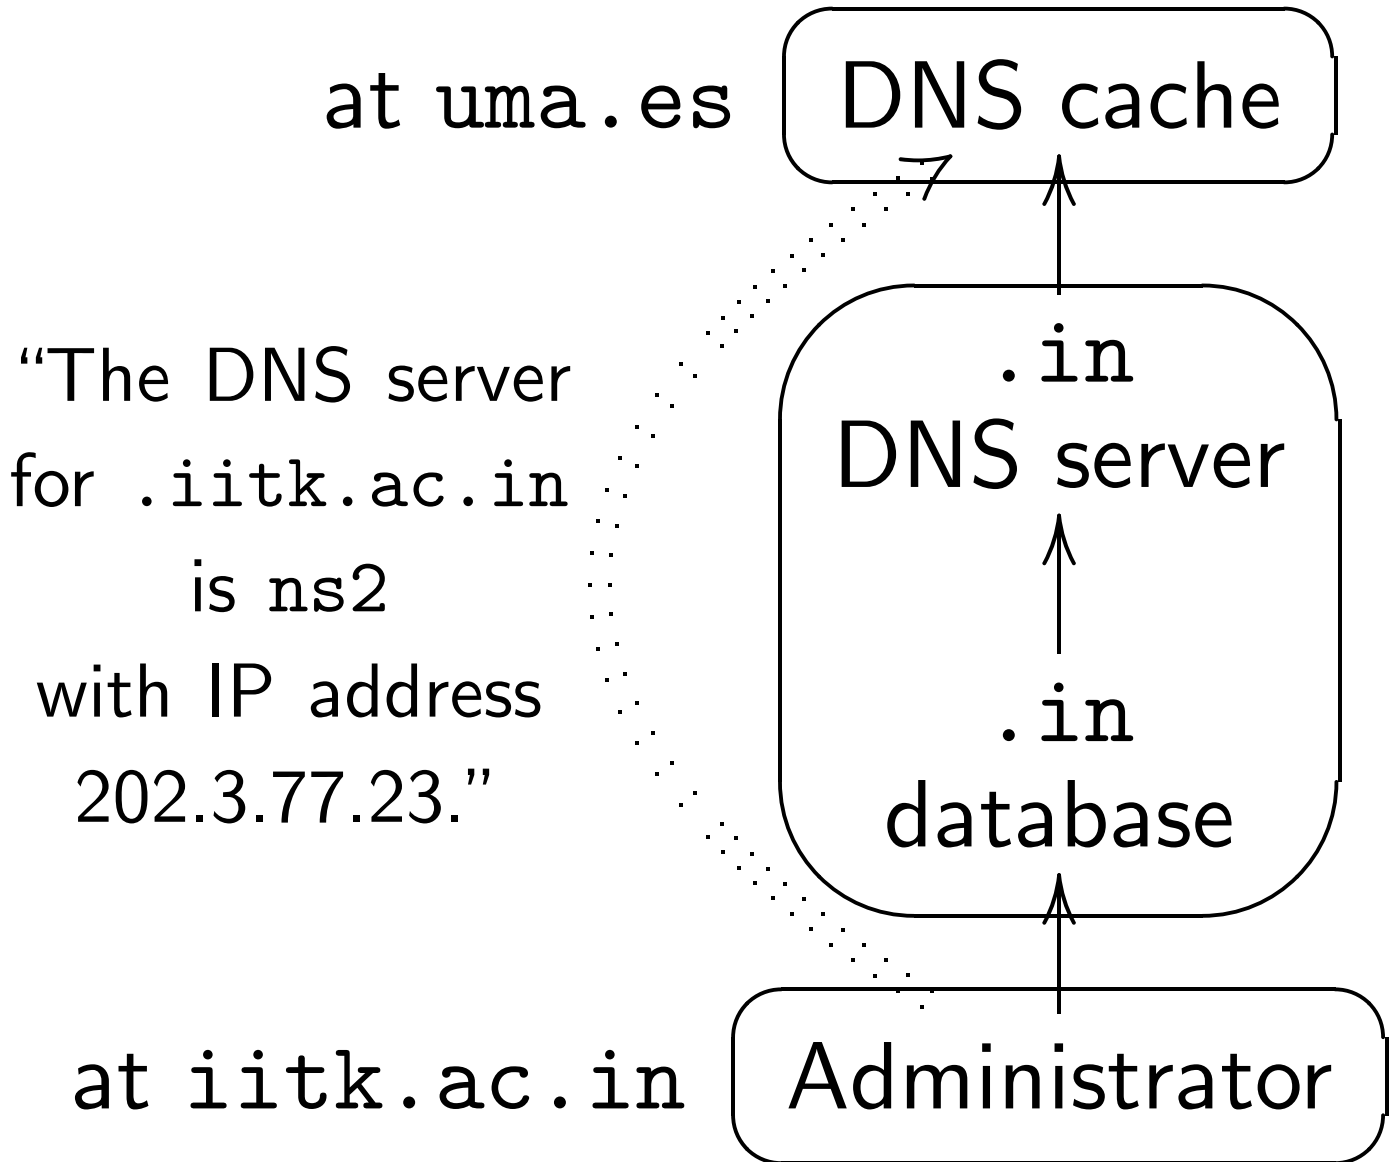 at uma.es DNS cache
“The DNS server
for .iitk.ac.in
is ns2
with IP address
202.3.77.23.”
.in
DNS server
.in
database
at iitk.ac.in Administrator